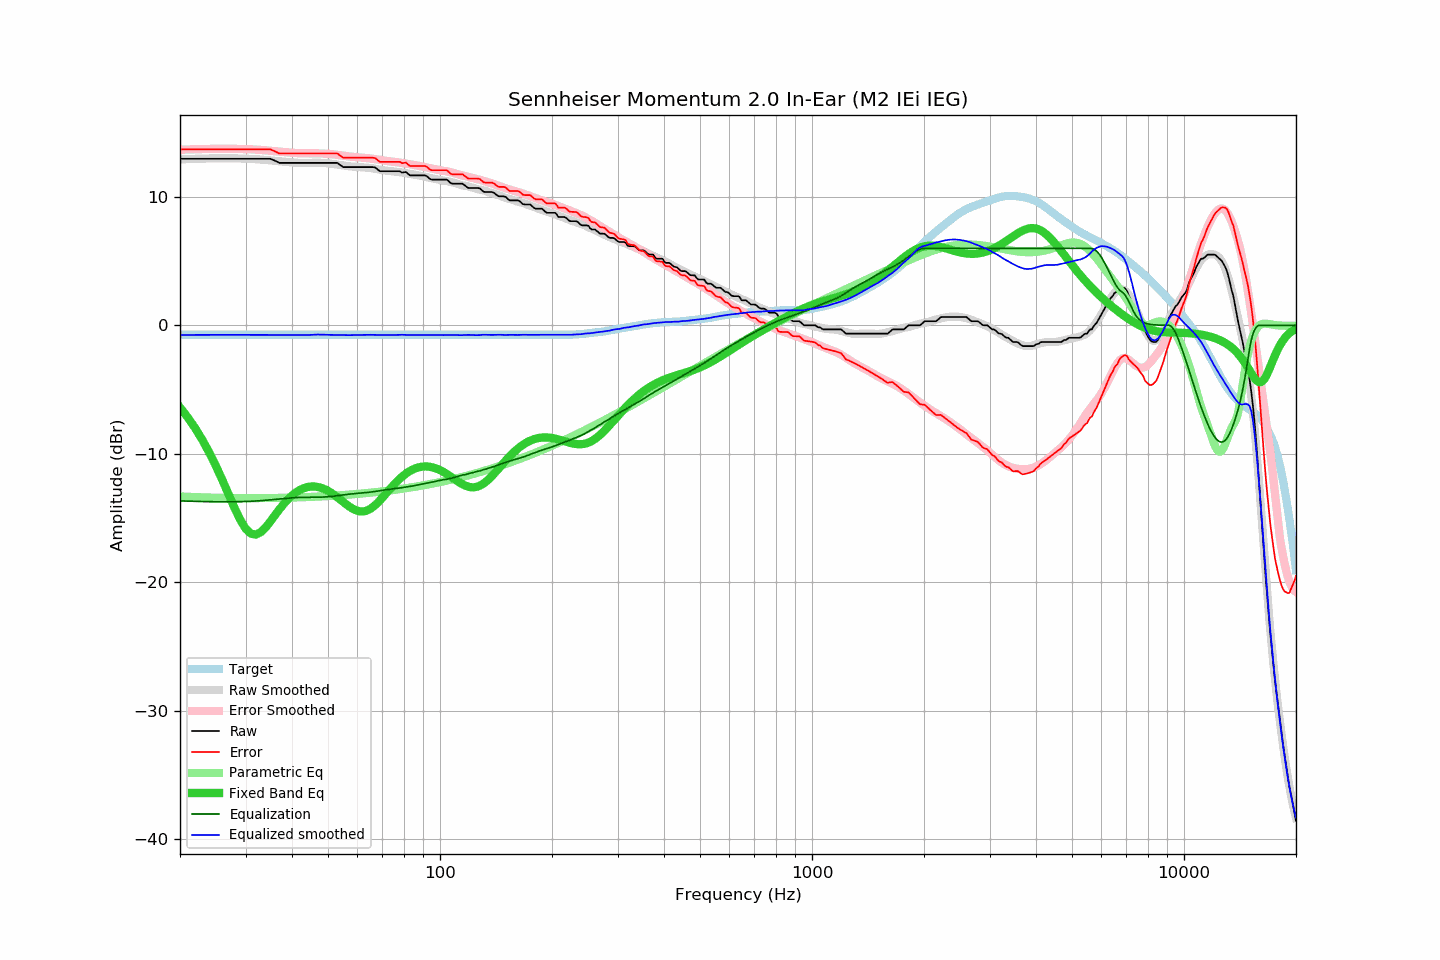 Sennheiser Momentum 2.0 In-Ear (M2 IEi IEG)
10
0
−10
−20
−30
−40
Amplitude (dBr)
Target
Raw Smoothed
Error Smoothed
Raw
Error
Parametric Eq
Fixed Band Eq
Equalization
Equalized smoothed
100
1000
10000
Frequency (Hz)